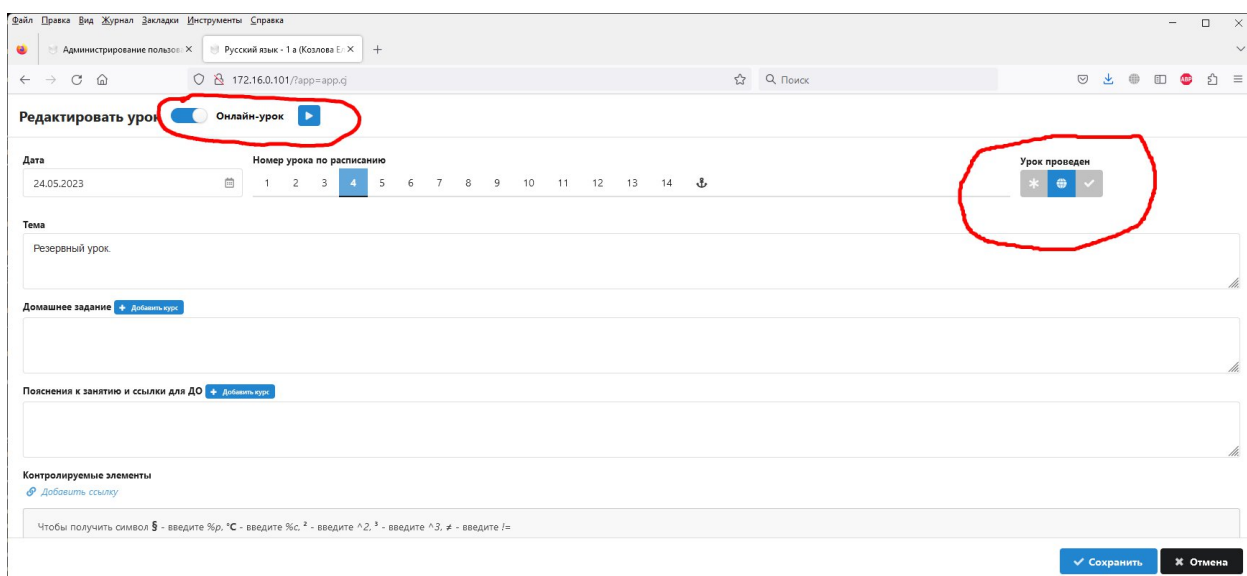 Файл Правка Вид Журнал Закладки Инструменты Справка
Администрирование пользов Русский язык - 1 а (Козлова Ел
172.16.0.101/?app=app.cj Поиск
Редактировать урок Онлайн-урок
Дата Номер урока по расписанию Урок проведен
24.05.2023 1 2 3 4 5 6 7 8 9 10 11 12 13 14
Тема
Резервный урок.
Домашнее задание + Добавить курс
Пояснения к занятию и ссылки для ДО + Добавить курс
Контролируемые элементы
Добавить ссылку
Чтобы получить символ § - введите %p, °C - введите %c, ² - введите ^2, ³ - введите ^3, ≠ - введите !=
Сохранить Отмена